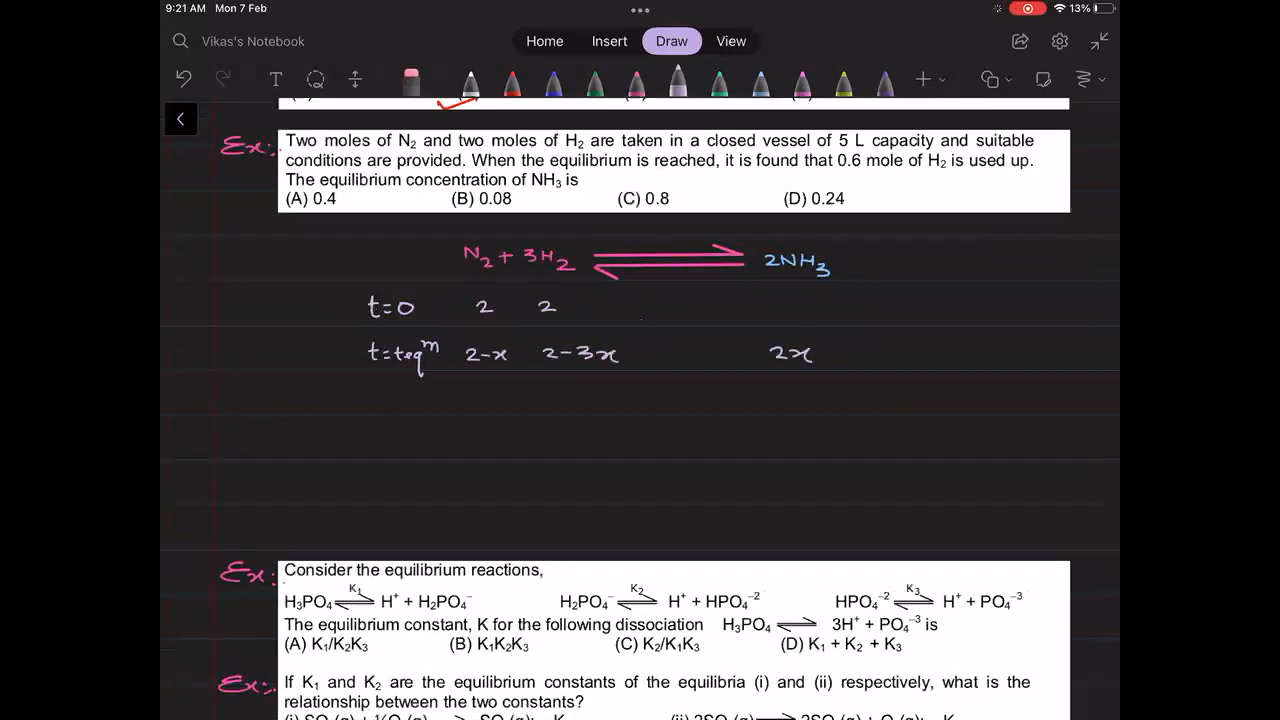 9:21 AM Mon 7 Feb
13%
Vikas's Notebook
Home Insert Draw View
Ex:- Two moles of N₂ and two moles of H₂ are taken in a closed vessel of 5 L capacity and suitable
conditions are provided. When the equilibrium is reached, it is found that 0.6 mole of H₂ is used up.
The equilibrium concentration of NH₃ is
(A) 0.4 (B) 0.08 (C) 0.8 (D) 0.24
N₂ + 3H₂ ⇌ 2NH₃
t=0 2 2
t=teqᵐ 2-x 2-3x 2x
Ex:- Consider the equilibrium reactions,
H₃PO₄ ⇌ H⁺ + H₂PO₄⁻ K₁ H₂PO₄⁻ ⇌ H⁺ + HPO₄⁻² K₂ HPO₄⁻² ⇌ H⁺ + PO₄⁻³ K₃
The equilibrium constant, K for the following dissociation H₃PO₄ ⇌ 3H⁺ + PO₄⁻³ is
(A) K₁/K₂K₃ (B) K₁K₂K₃ (C) K₂/K₁K₃ (D) K₁ + K₂ + K₃
Ex:- If K₁ and K₂ are the equilibrium constants of the equilibria (i) and (ii) respectively, what is the
relationship between the two constants?